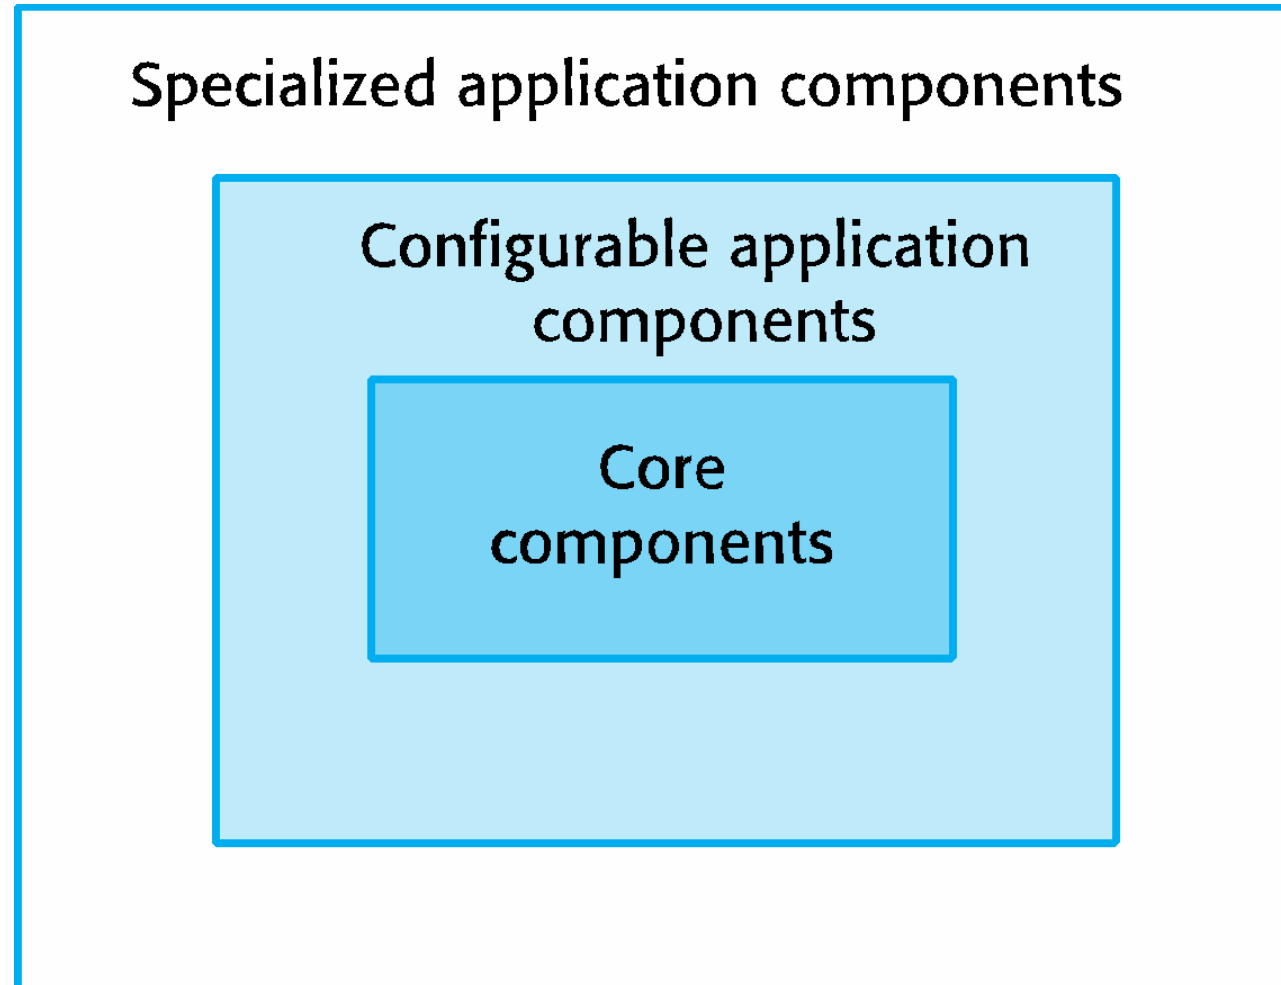 Specialized application components
Configurable application
components
Core
components